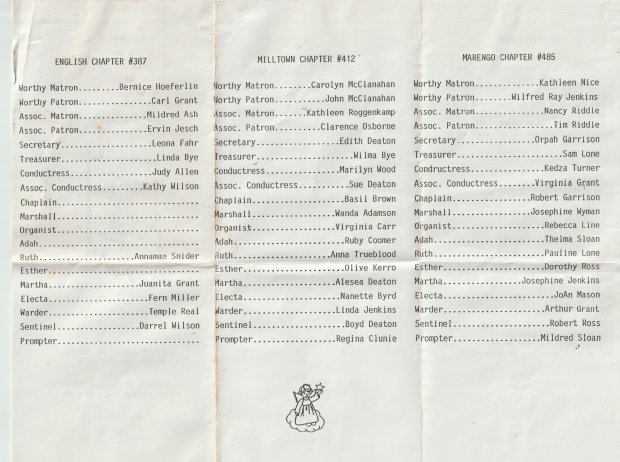 ENGLISH CHAPTER #387
Worthy Matron.........Bernice Hoeferlin
Worthy Patron................Carl Grant
Assoc. Matron...............Mildred Ash
Assoc. Patron..............Ervin Jesch
Secretary...................Leona Fahr
Treasurer....................Linda Bye
Conductress.................Judy Allen
Assoc. Conductress.........Kathy Wilson
Chaplain...............................
Marshall...............................
Organist...............................
Adah...................................
Ruth.....................Annamae Snider
Esther.................................
Martha....................Juanita Grant
Electa......................Fern Miller
Warder......................Temple Real
Sentinel..................Darrel Wilson
Prompter...............................
MILLTOWN CHAPTER #412
Worthy Matron........Carolyn McClanahan
Worthy Patron...........John McClanahan
Assoc. Matron.......Kathleen Roggenkamp
Assoc. Patron..........Clarence Osborne
Secretary..................Edith Deaton
Treasurer.....................Wilma Bye
Conductress................Marilyn Wood
Assoc. Conductress...........Sue Deaton
Chaplain....................Basil Brown
Marshall..................Wanda Adamson
Organist..................Virginia Carr
Adah........................Ruby Coomer
Ruth.....................Anna Trueblood
Esther......................Olive Kerro
Martha....................Alesea Deaton
Electa.....................Nanette Byrd
Warder....................Linda Jenkins
Sentinel....................Boyd Deaton
Prompter..................Regina Clunie
MARENGO CHAPTER #485
Worthy Matron.............Kathleen Nice
Worthy Patron.......Wilfred Ray Jenkins
Assoc. Matron..............Nancy Riddle
Assoc. Patron................Tim Riddle
Secretary................Orpah Garrison
Treasurer......................Sam Lone
Condructress...............Kedza Turner
Assoc. Conductress.......Virginia Grant
Chaplain................Robert Garrison
Marshall................Josephine Wyman
Organist...................Rebecca Line
Adah.......................Thelma Sloan
Ruth.......................Pauline Lone
Esther.....................Dorothy Ross
Martha................Josephine Jenkins
Electa.......................JoAn Mason
Warder.....................Arthur Grant
Sentinel....................Robert Ross
Prompter..................Mildred Sloan